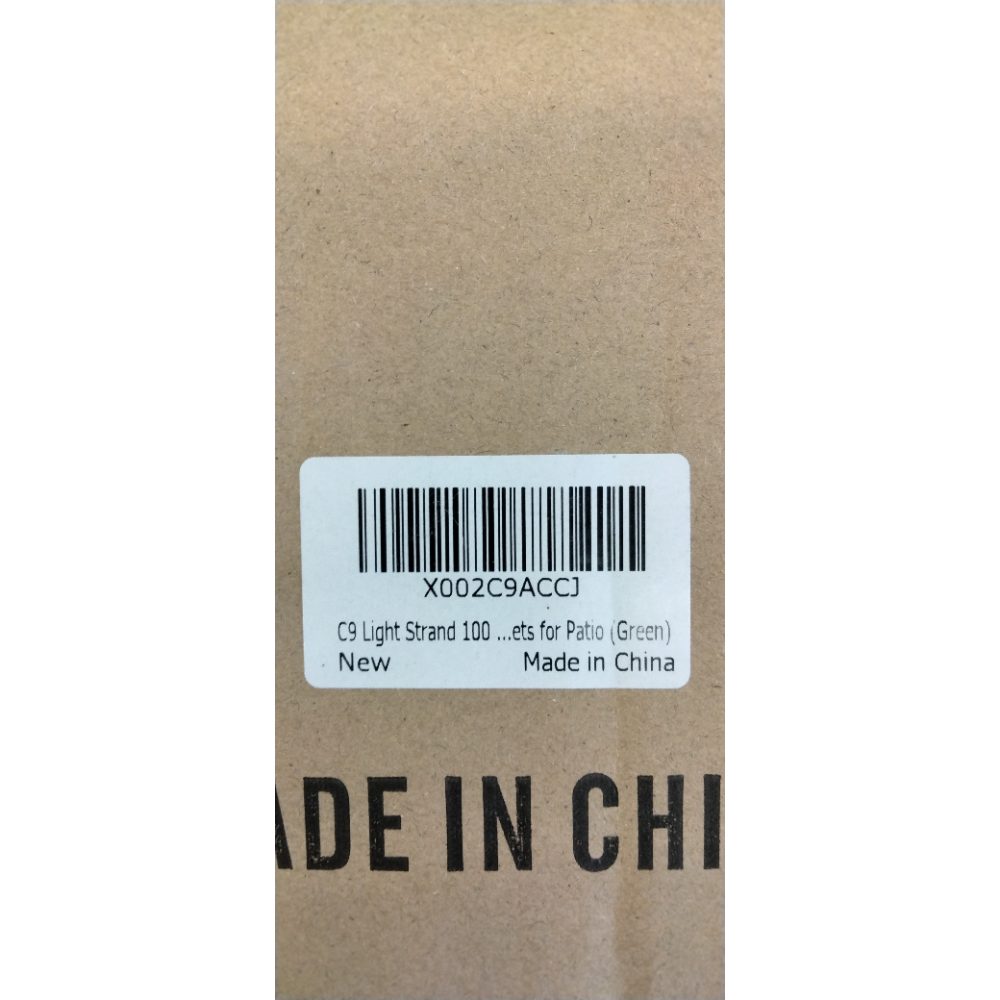 X002C9ACCJ
C9 Light Strand 100 ...ets for Patio (Green)
New Made in China
ADE IN CHI